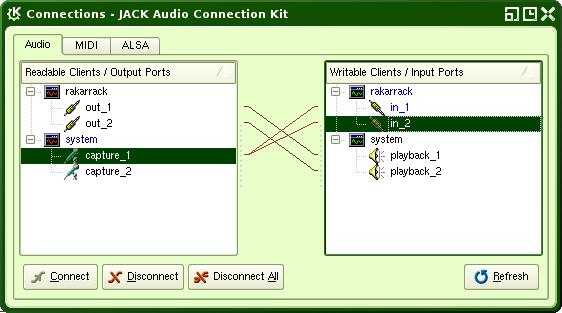 Connections - JACK Audio Connection Kit
Audio MIDI ALSA
Readable Clients / Output Ports
rakarrack
out_1
out_2
system
capture_1
capture_2
Writable Clients / Input Ports
rakarrack
in_1
in_2
system
playback_1
playback_2
Connect Disconnect Disconnect All Refresh